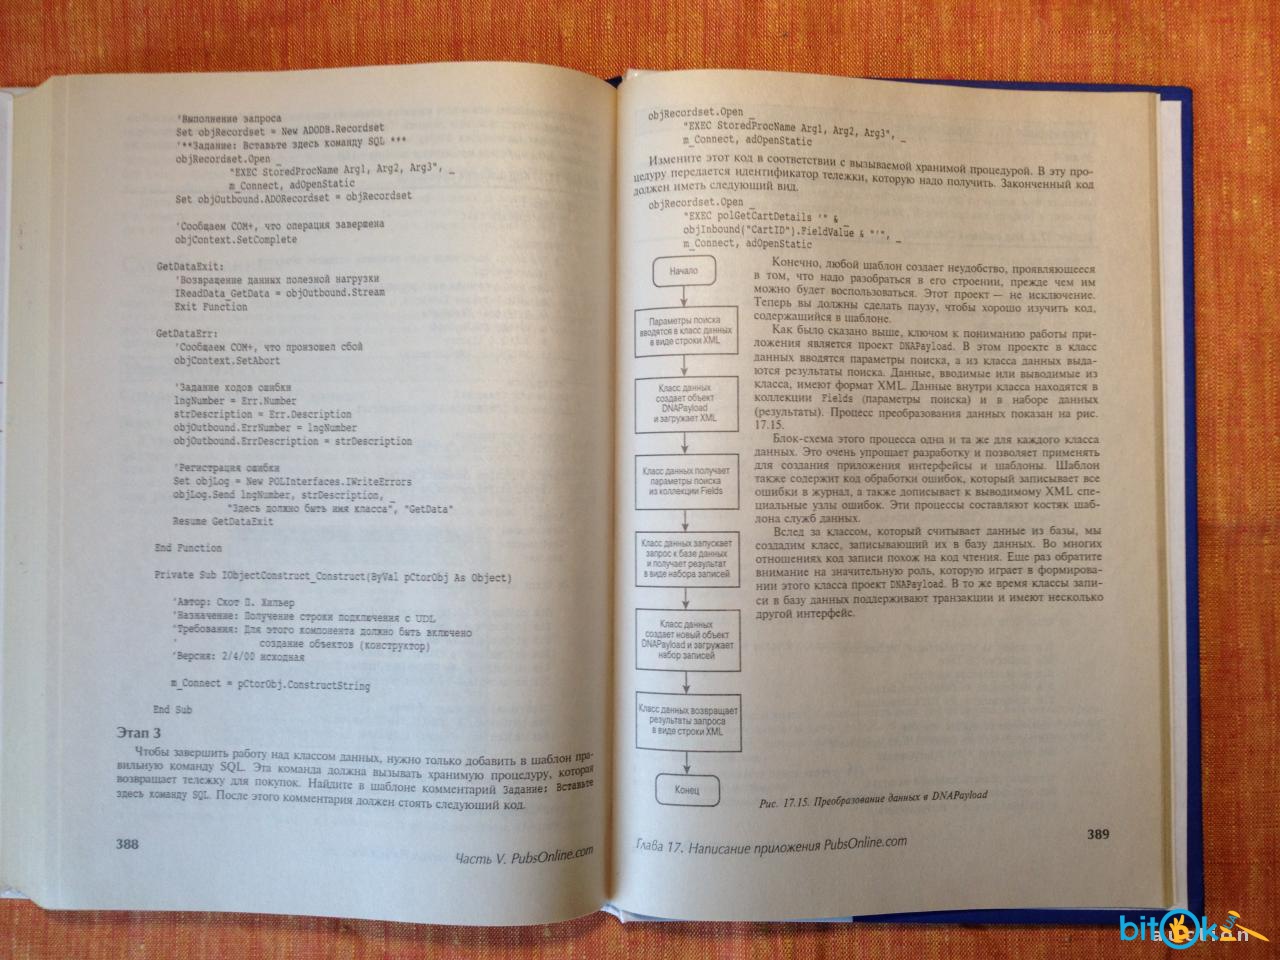 'Выполнение запроса
Set objRecordset = New ADODB.Recordset
'**Задание: Вставьте здесь команду SQL ***
objRecordset.Open _
"EXEC StoredProcName Arg1, Arg2, Arg3", _
m_Connect, adOpenStatic
Set objOutbound.ADORecordset = objRecordset
'Сообщаем COM+, что операция завершена
objContext.SetComplete
GetDataExit:
'Возвращение данных полезной нагрузки
IReadData_GetData = objOutbound.Stream
Exit Function
GetDataErr:
'Сообщаем COM+, что произошел сбой
objContext.SetAbort
'Задание кодов ошибки
lngNumber = Err.Number
strDescription = Err.Description
objOutbound.ErrNumber = lngNumber
objOutbound.ErrDescription = strDescription
'Регистрация ошибки
Set objLog = New POLInterfaces.IWriteErrors
objLog.Send lngNumber, strDescription, _
"Здесь должно быть имя класса", "GetData"
Resume GetDataExit
End Function
Private Sub IObjectConstruct_Construct(ByVal pCtorObj As Object)
'Автор: Скот П. Хильер
'Назначение: Получение строки подключения с UDL
'Требования: Для этого компонента должно быть включено
' создание объектов (конструктор)
'Версия: 2/4/00 исходная
m_Connect = pCtorObj.ConstructString
End Sub
Этап 3
Чтобы завершить работу над классом данных, нужно только добавить в шаблон пра-
вильную команду SQL. Эта команда должна вызывать хранимую процедуру, которая
возвращает тележку для покупок. Найдите в шаблоне комментарий Задание: Вставьте
здесь команду SQL. После этого комментария должен стоять следующий код.
388
Часть V. PubsOnline.com
objRecordset.Open _
"EXEC StoredProcName Arg1, Arg2, Arg3", _
m_Connect, adOpenStatic
Измените этот код в соответствии с вызываемой хранимой процедурой. В эту про-
цедуру передается идентификатор тележки, которую надо получить. Законченный код
должен иметь следующий вид.
objRecordset.Open _
"EXEC polGetCartDetails '" & _
objInbound("CartID").FieldValue & "'", _
m_Connect, adOpenStatic
Начало
Параметры поиска
вводятся в класс данных
в виде строки XML
Класс данных
создает объект
DNAPayload
и загружает XML
Класс данных получает
параметры поиска
из коллекции Fields
Класс данных запускает
запрос к базе данных
и получает результат
в виде набора записей
Класс данных
создает новый объект
DNAPayload и загружает
набор записей
Класс данных возвращает
результаты запроса
в виде строки XML
Конец
Конечно, любой шаблон создает неудобство, проявляющееся
в том, что надо разобраться в его строении, прежде чем им
можно будет воспользоваться. Этот проект — не исключение.
Теперь вы должны сделать паузу, чтобы хорошо изучить код,
содержащийся в шаблоне.
Как было сказано выше, ключом к пониманию работы при-
ложения является проект DNAPayload. В этом проекте в класс
данных вводятся параметры поиска, а из класса данных выда-
ются результаты поиска. Данные, вводимые или выводимые из
класса, имеют формат XML. Данные внутри класса находятся в
коллекции Fields (параметры поиска) и в наборе данных
(результаты). Процесс преобразования данных показан на рис.
17.15.
Блок-схема этого процесса одна и та же для каждого класса
данных. Это очень упрощает разработку и позволяет применять
для создания приложения интерфейсы и шаблоны. Шаблон
также содержит код обработки ошибок, который записывает все
ошибки в журнал, а также дописывает к выводимому XML спе-
циальные узлы ошибок. Эти процессы составляют костяк шаб-
лона служб данных.
Вслед за классом, который считывает данные из базы, мы
создадим класс, записывающий их в базу данных. Во многих
отношениях код записи похож на код чтения. Еще раз обратите
внимание на значительную роль, которую играет в формирова-
нии этого класса проект DNAPayload. В то же время классы запи-
си в базу данных поддерживают транзакции и имеют несколько
другой интерфейс.
Рис. 17.15. Преобразование данных в DNAPayload
Глава 17. Написание приложения PubsOnline.com
389
bitOk
auction